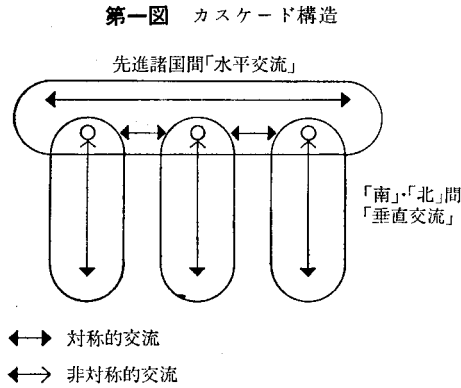 第一図 カスケード構造
先進諸国間「水平交流」
「南」・「北」間
「垂直交流」
対称的交流
非対称的交流